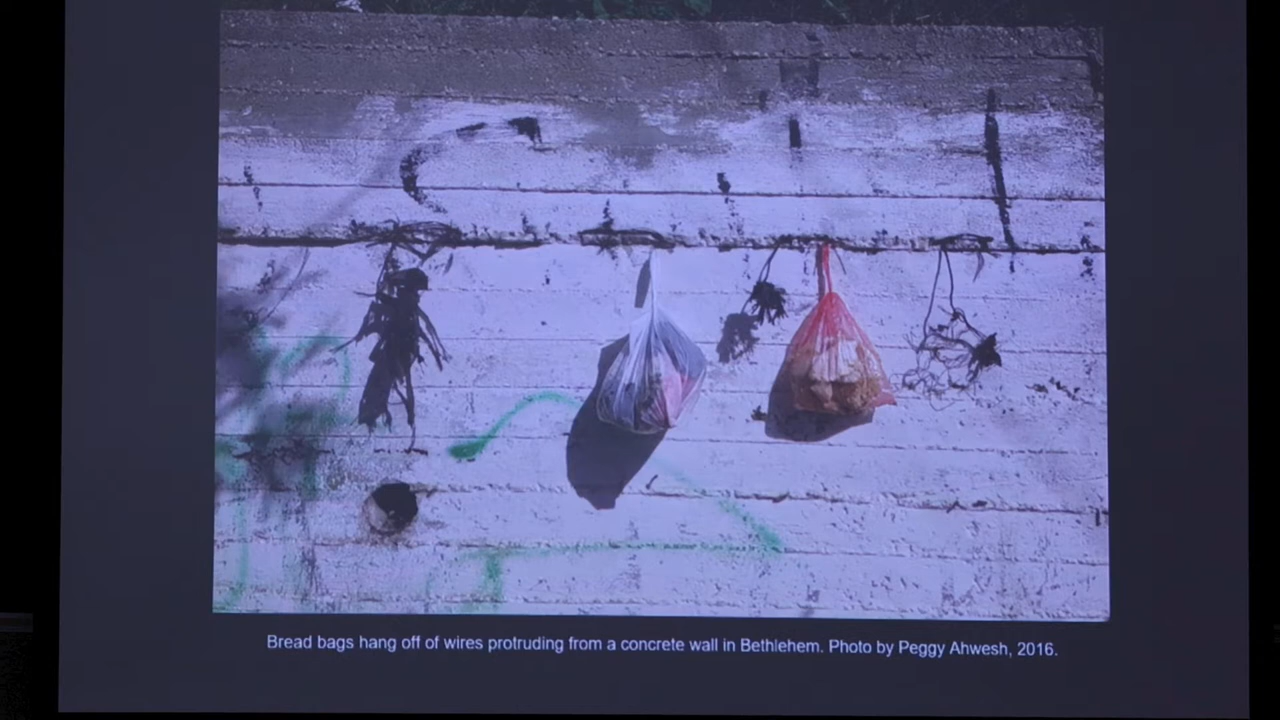 Bread bags hang off of wires protruding from a concrete wall in Bethlehem. Photo by Peggy Ahwesh, 2016.